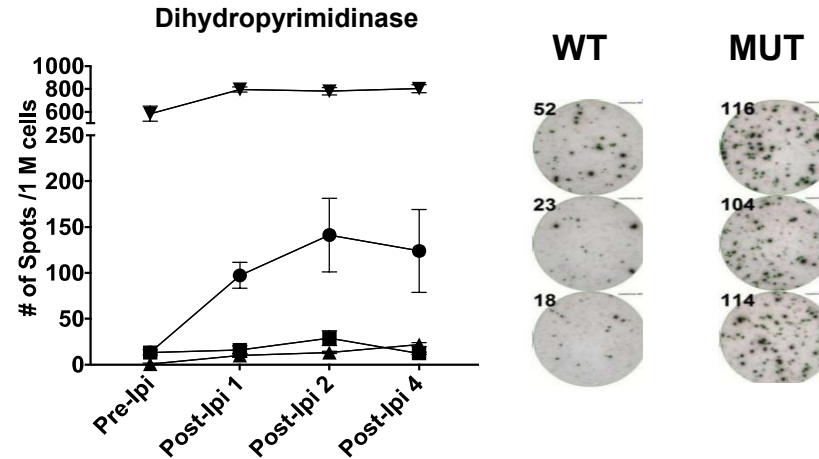 Dihydropyrimidinase
# of Spots /1 M cells
1000
800
600
250
200
150
100
50
0
Pre-Ipi
Post-Ipi 1
Post-Ipi 2
Post-Ipi 4
WT
MUT
52
116
23
104
18
114